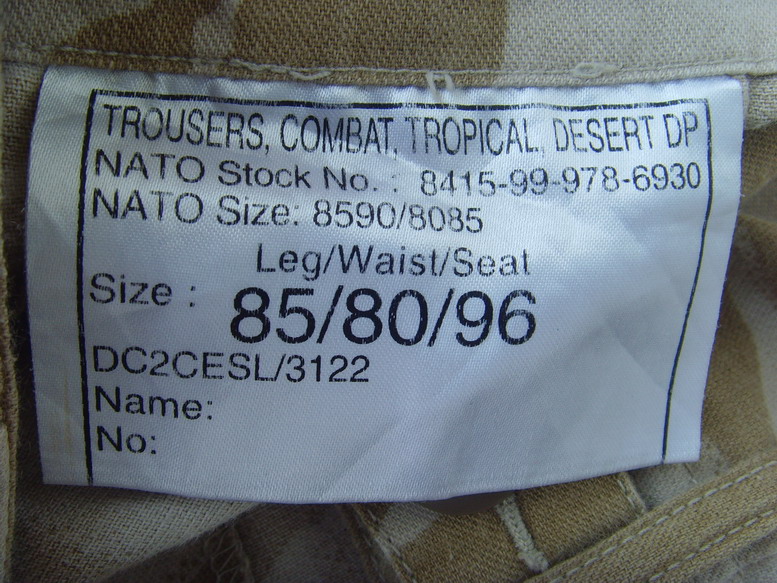 TROUSERS, COMBAT, TROPICAL, DESERT DP
NATO Stock No. : 8415-99-978-6930
NATO Size: 8590/8085
Leg/Waist/Seat
Size : 85/80/96
DC2CESL/3122
Name:
No: